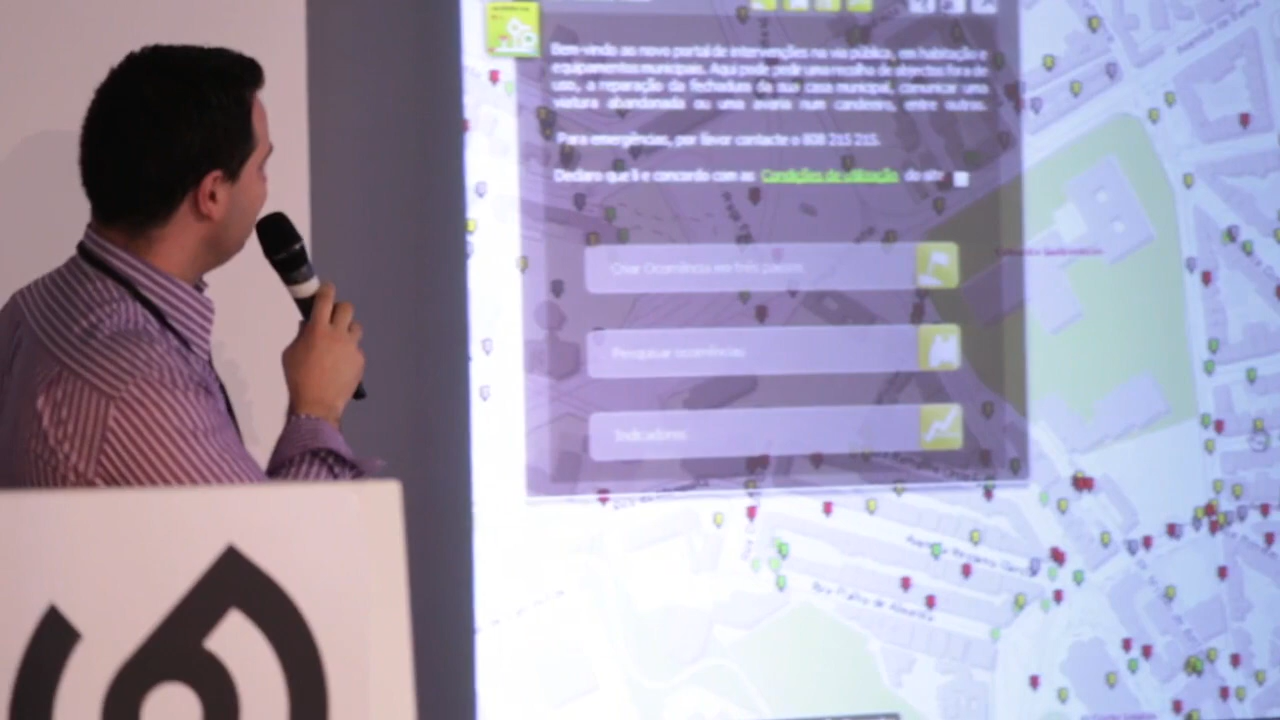 Bem-vindo ao novo portal de intervenções na via pública, em habitação e
equipamentos municipais. Aqui pode pedir uma recolha de objectos fora de
uso, a reparação da fechadura da sua casa municipal, comunicar uma
viatura abandonada ou uma avaria num candeeiro, entre outras.
Para emergências, por favor contacte o 808 215 215.
Declaro que li e concordo com as Condições de utilização do site
Criar Ocorrência em três passos
Pesquisar ocorrências
Indicadores